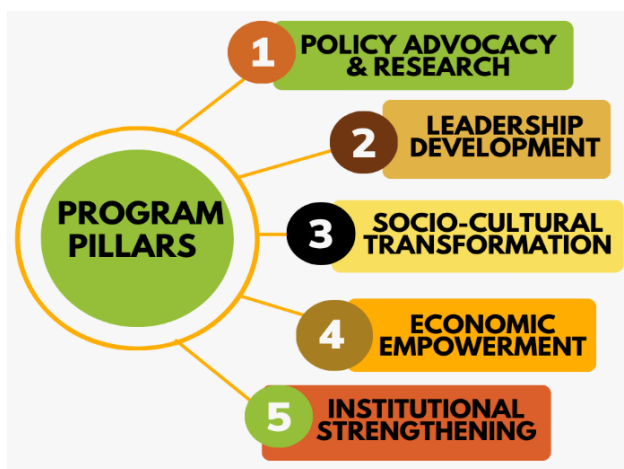 PROGRAM
PILLARS
1
POLICY ADVOCACY
& RESEARCH
2
LEADERSHIP
DEVELOPMENT
3
SOCIO-CULTURAL
TRANSFORMATION
4
ECONOMIC
EMPOWERMENT
5
INSTITUTIONAL
STRENGTHENING